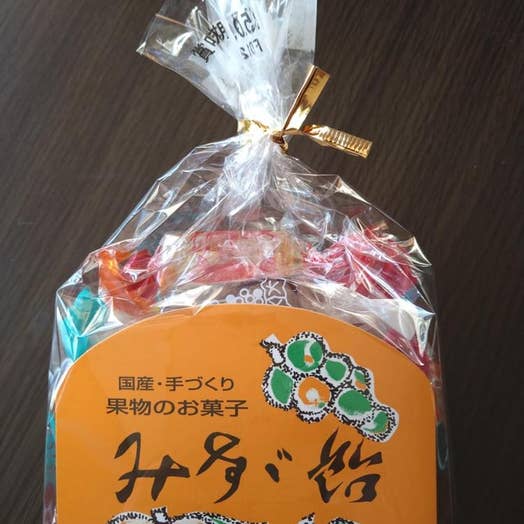 国産・手づくり
果物のお菓子
みすゞ飴